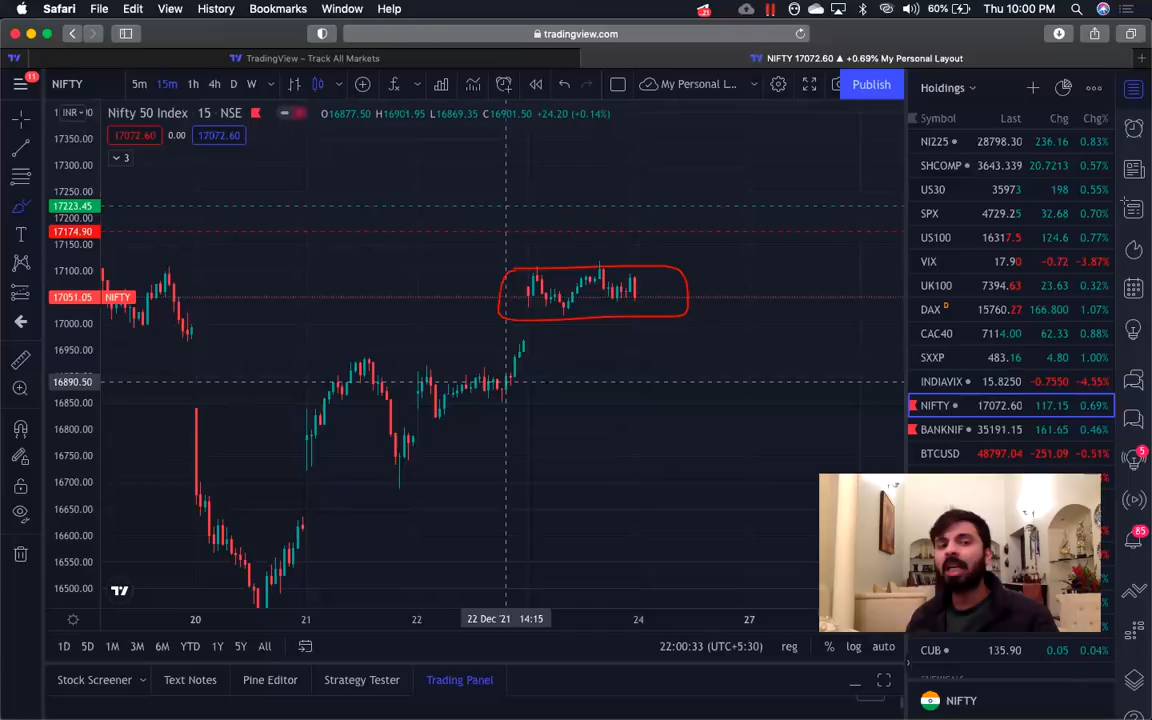 Safari File Edit View History Bookmarks Window Help 21 60% Thu 10:00 PM
tradingview.com
TradingView – Track All Markets
NIFTY 17072.60 ▲ +0.69% My Personal Layout
11 NIFTY 5m 15m 1h 4h D W My Personal L... Publish
Nifty 50 Index · 15 · NSE O16877.50 H16901.95 L16869.35 C16901.50 +24.20 (+0.14%)
INR
17072.60 0.00 17072.60
3
17350.00
17300.00
17250.00
17223.45
17200.00
17174.90
17150.00
17100.00
17051.05 NIFTY
17000.00
16950.00
16890.50
16850.00
16800.00
16750.00
16700.00
16650.00
16600.00
16550.00
16500.00
20 21 22 22 Dec '21 14:15 24 27
1D 5D 1M 3M 6M YTD 1Y 5Y All 22:00:33 (UTC+5:30) reg % log auto
Stock Screener Text Notes Pine Editor Strategy Tester Trading Panel
Holdings
Symbol Last Chg Chg%
NI225 28798.30 236.16 0.83%
SHCOMP 3643.339 20.7213 0.57%
US30 35973 198 0.55%
SPX 4729.25 32.68 0.70%
US100 16317.5 124.6 0.77%
VIX 17.90 -0.72 -3.87%
UK100 7394.63 23.63 0.32%
DAX D 15760.27 166.800 1.07%
CAC40 7114.00 62.33 0.88%
SXXP 483.16 4.80 1.00%
INDIAVIX 15.8250 -0.7550 -4.55%
NIFTY 17072.60 117.15 0.69%
BANKNIF 35191.15 161.65 0.46%
BTCUSD 48797.04 -251.09 -0.51%
5
85
CUB 135.90 0.05 0.04%
NIFTY